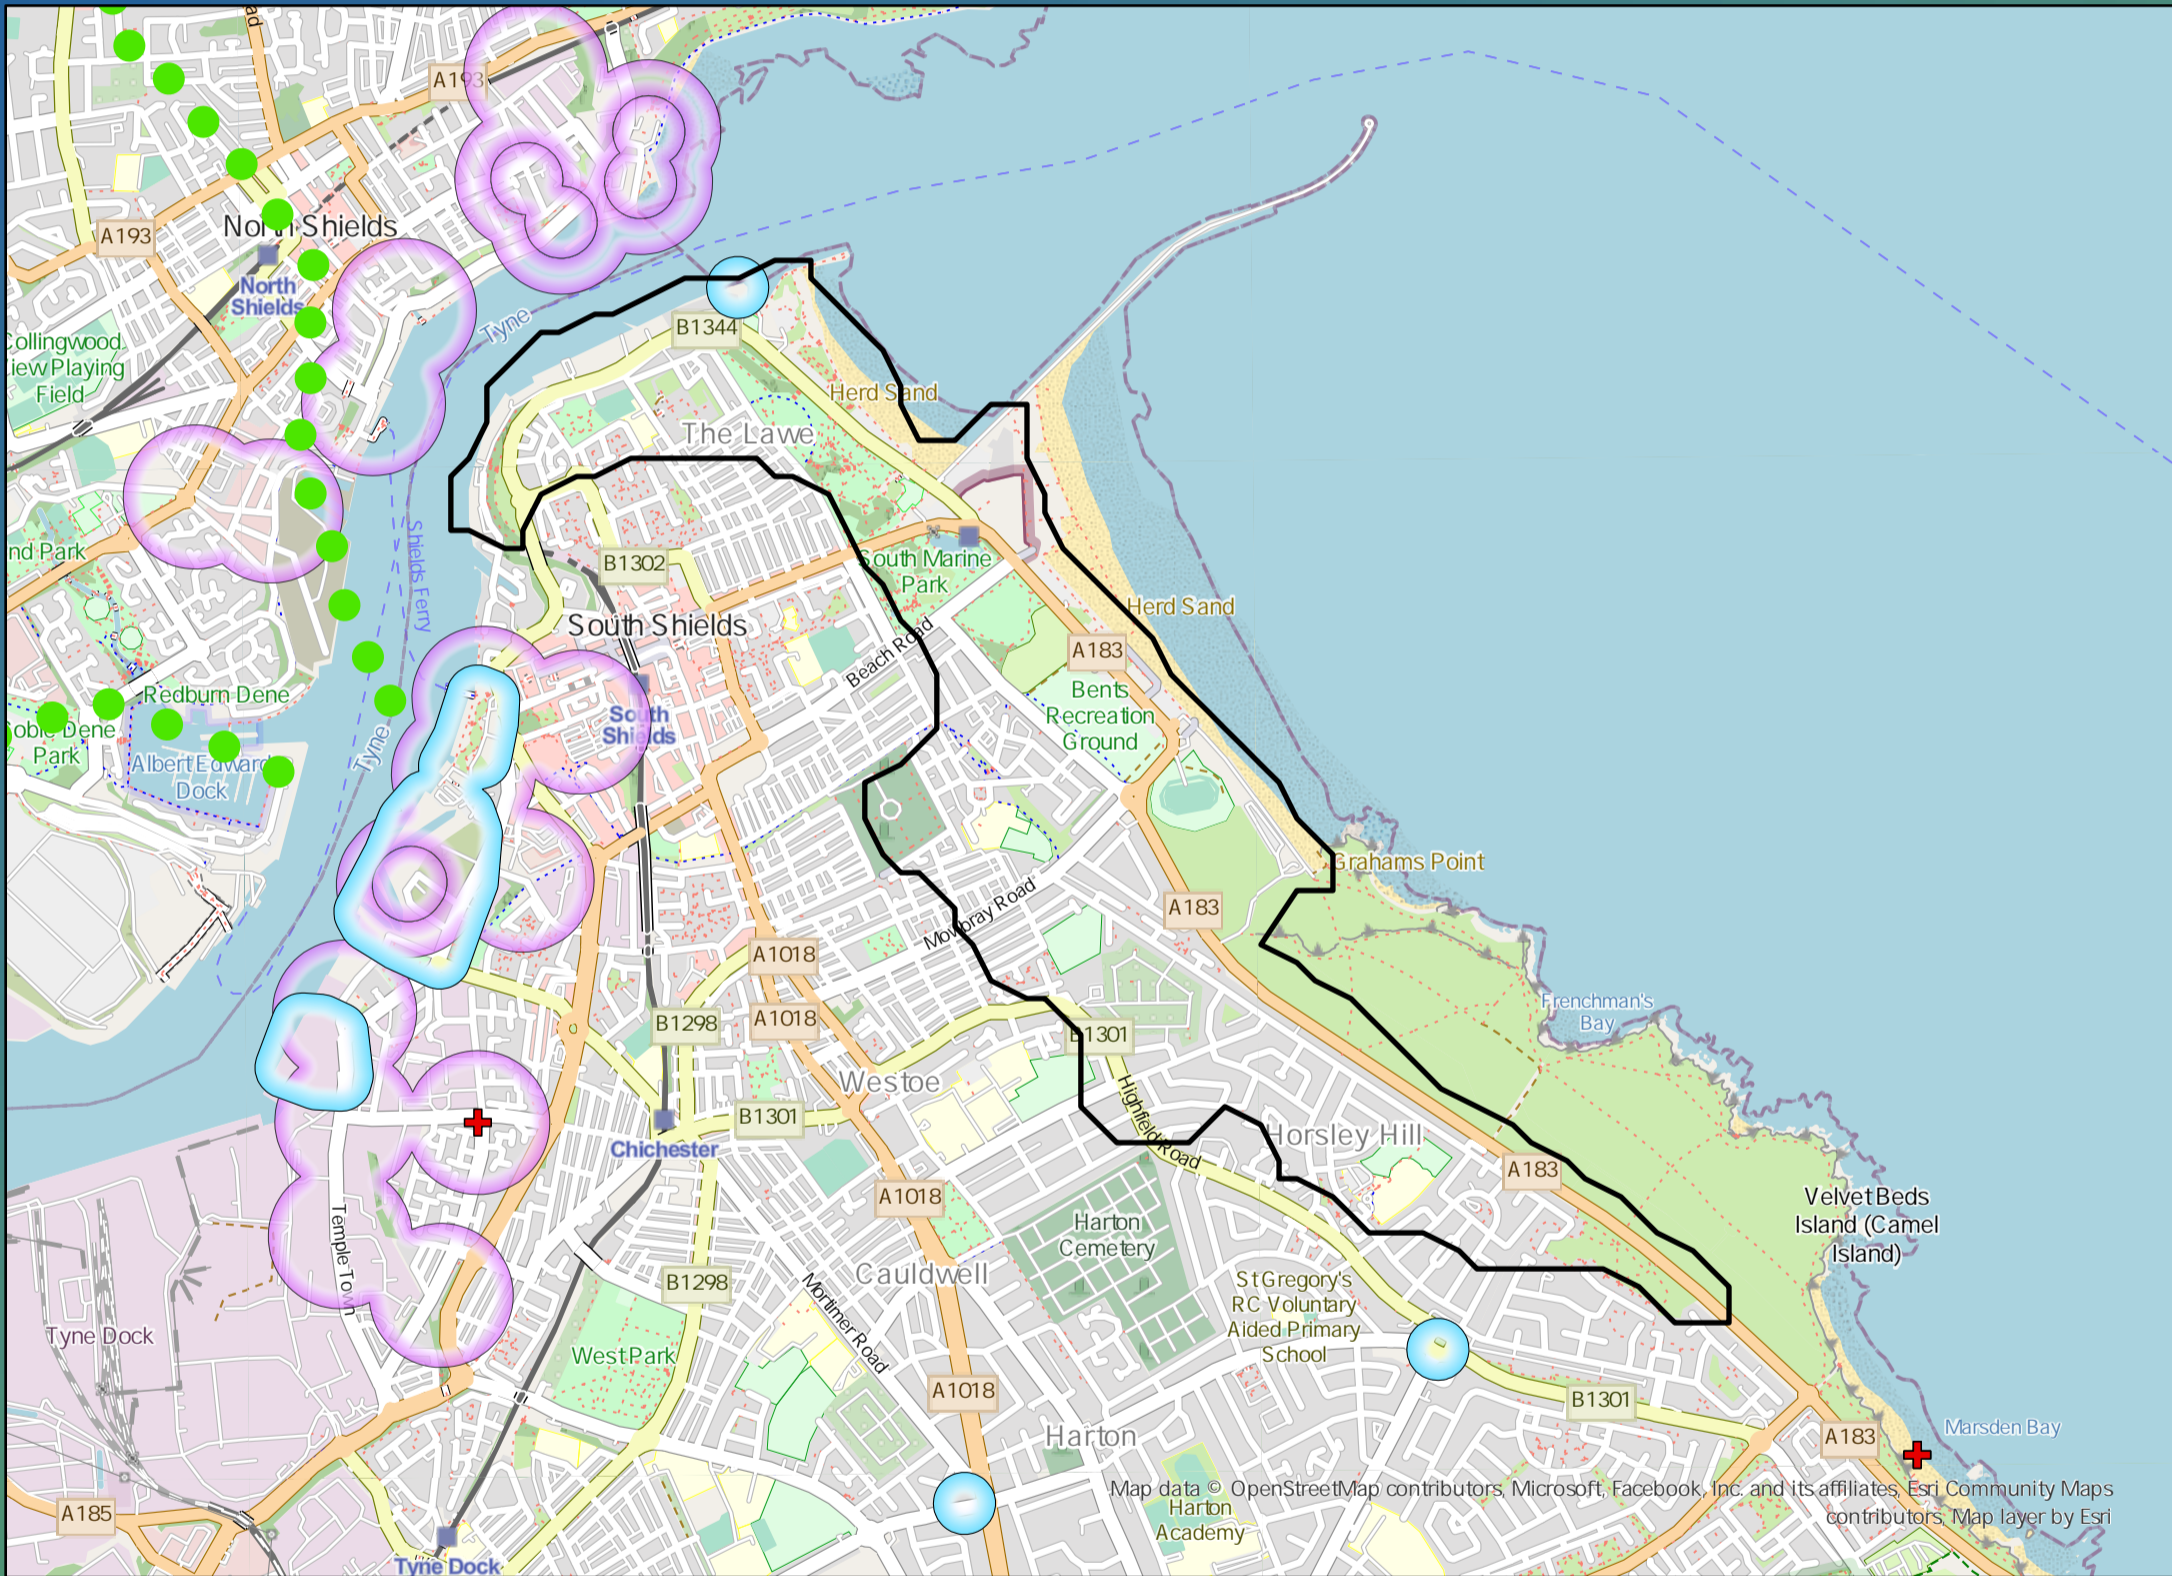 A193
A193
North Shields
North
Shields
Collingwood
View Playing
Field
Tyne
B1344
Herd Sand
The Lawe
nd Park
Shields Ferry
B1302
South Marine
Park
Herd Sand
South Shields
Beach Road
A183
Redburn Dene
Bents
Recreation
Ground
South
Shields
Dene
Park
Tyne
Albert Edward
Dock
Grahams Point
A183
Mowbray Road
A1018
Frenchman's
Bay
B1298
A1018
B1301
Westoe
Highfield Road
B1301
Chichester
Horsley Hill
A183
A1018
Velvet Beds
Island (Camel
Island)
Temple Town
Harton
Cemetery
Cauldwell
B1298
Mortimer Road
St Gregory's
RC Voluntary
Aided Primary
School
Tyne Dock
West Park
A1018
B1301
Harton
A183
Marsden Bay
Map data © OpenStreetMap contributors, Microsoft, Facebook, Inc. and its affiliates, Esri Community Maps
contributors, Map layer by Esri
A185
Harton
Academy
Tyne Dock